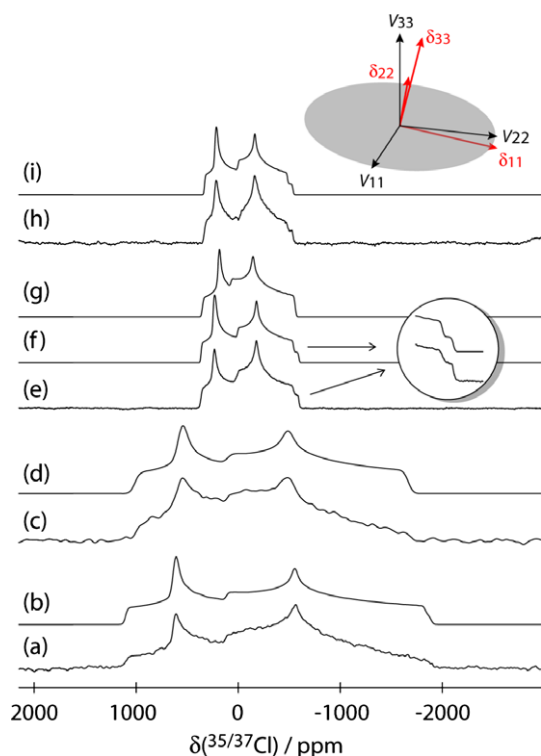 V33
δ33
δ22
V22
δ11
V11
(i)
(h)
(g)
(f)
(e)
(d)
(c)
(b)
(a)
2000 1000 0 -1000 -2000
δ(35/37Cl) / ppm